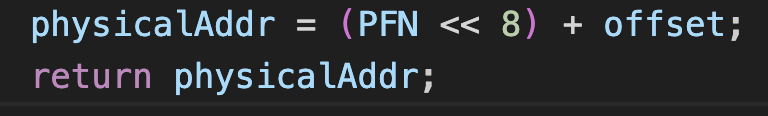 physicalAddr = (PFN << 8) + offset;
return physicalAddr;